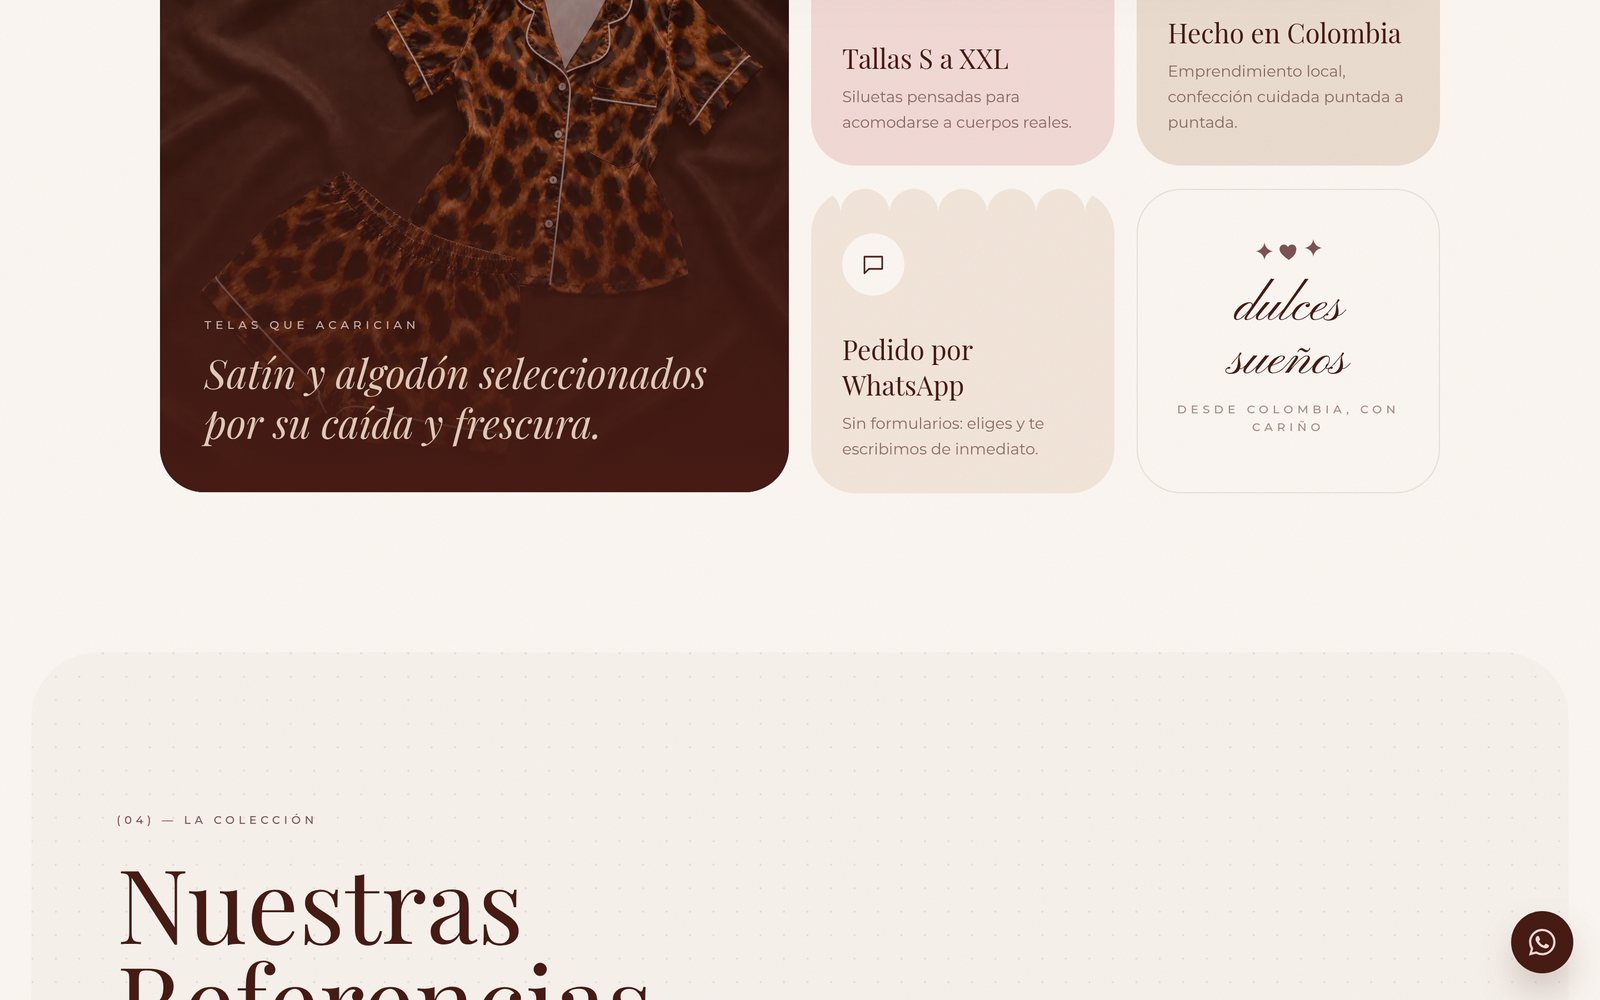 TELAS QUE ACARICIAN
Satín y algodón seleccionados
por su caída y frescura.
Tallas S a XXL
Siluetas pensadas para
acomodarse a cuerpos reales.
Hecho en Colombia
Emprendimiento local,
confección cuidada puntada a
puntada.
Pedido por
WhatsApp
Sin formularios: eliges y te
escribimos de inmediato.
dulces
sueños
DESDE COLOMBIA, CON
CARIÑO
(04) — LA COLECCIÓN
Nuestras
Referencias